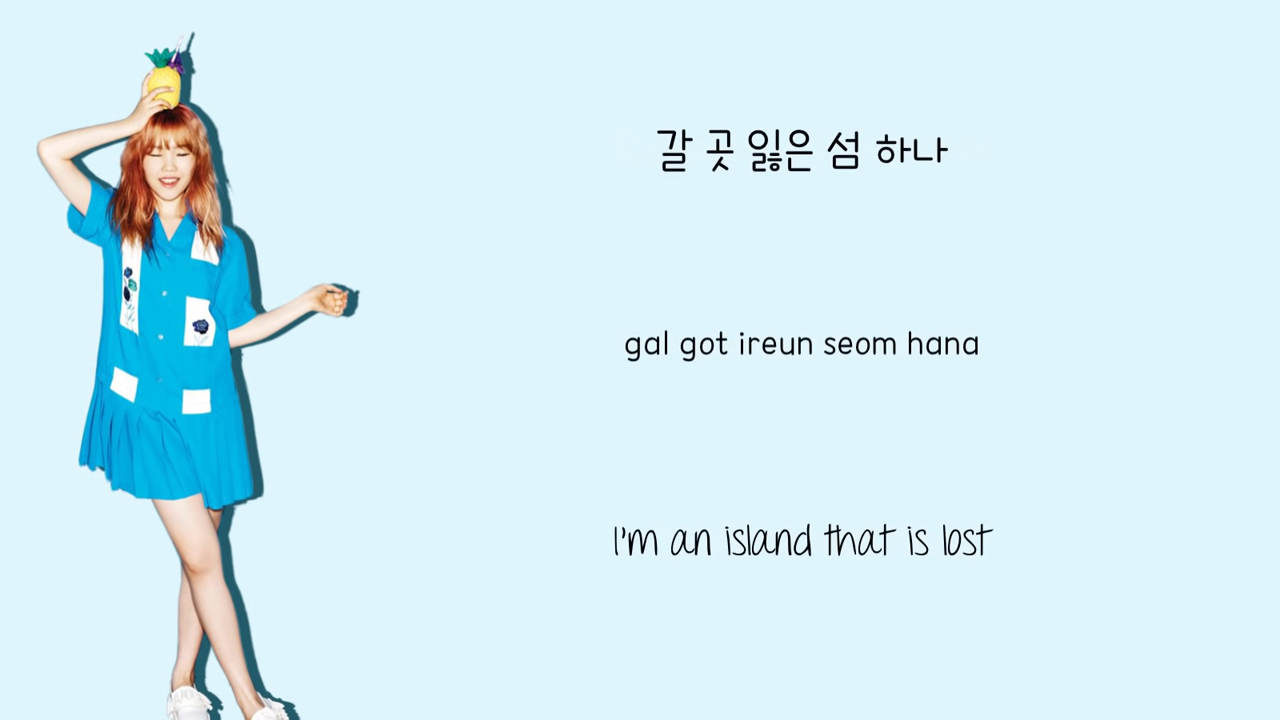 갈 곳 잃은 섬 하나
gal got ireun seom hana
I'm an island that is lost